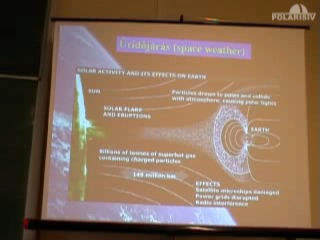 POLARISTV
Űridőjárás (space weather)
SOLAR ACTIVITY AND ITS EFFECTS ON EARTH
SUN
Particles drawn to poles and collide
with atmosphere, causing polar lights
SOLAR FLARE
AND ERUPTIONS
EARTH
Billions of tonnes of superhot gas
containing charged particles
149 million km
EFFECTS
Satellite microchips damaged
Power grids disrupted
Radio interference